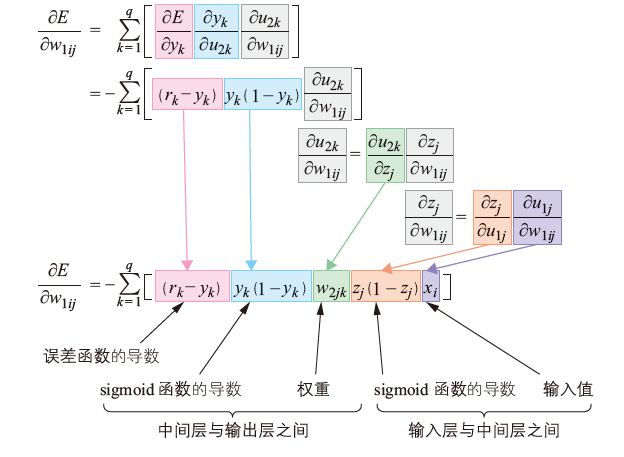 ∂E/∂w₁ᵢⱼ = ∑ₖ₌₁^q [ ∂E/∂yₖ ∂yₖ/∂u₂ₖ ∂u₂ₖ/∂w₁ᵢⱼ ]
= −∑ₖ₌₁^q [ (rₖ−yₖ) yₖ(1−yₖ) ∂u₂ₖ/∂w₁ᵢⱼ ]
∂u₂ₖ/∂w₁ᵢⱼ = ∂u₂ₖ/∂zⱼ ∂zⱼ/∂w₁ᵢⱼ
∂zⱼ/∂w₁ᵢⱼ = ∂zⱼ/∂u₁ⱼ ∂u₁ⱼ/∂w₁ᵢⱼ
∂E/∂w₁ᵢⱼ = −∑ₖ₌₁^q [ (rₖ−yₖ) yₖ(1−yₖ) w₂ⱼₖ zⱼ(1−zⱼ) xᵢ ]
误差函数的导数
sigmoid 函数的导数 权重 sigmoid 函数的导数 输入值
中间层与输出层之间 输入层与中间层之间